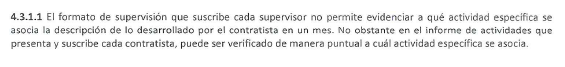 4.3.1.1 El formato de supervisión que suscribe cada supervisor no permite evidenciar a qué actividad especifica se
asocia la descripción de lo desarrollado por el contratista en un mes. No obstante en el informe de actividades que
presenta y suscribe cada contratista, puede ser verificado de manera puntual a cuál actividad específica se asocia.